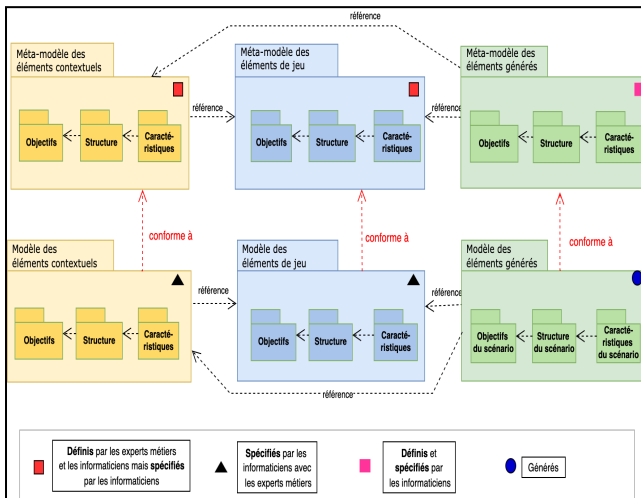 référence
Méta-modèle des
éléments contextuels
Méta-modèle des
éléments de jeu
Méta-modèle des
éléments générés
référence
référence
Objectifs
Structure
Caracté-
ristiques
Objectifs
Structure
Caracté-
ristiques
Objectifs
Structure
Caracté-
ristiques
conforme à
conforme à
conforme à
Modèle des
éléments contextuels
Modèle des
éléments de jeu
Modèle des
éléments générés
référence
référence
Objectifs
Structure
Caracté-
ristiques
Objectifs
Structure
Caracté-
ristiques
Objectifs
du scénario
Structure
du scénario
Caracté-
ristiques
du scénario
référence
Définis par les experts métiers
et les informaticiens mais spécifiés
par les informaticiens
Spécifiés par les
informaticiens avec
les experts métiers
Définis et
spécifiés par
les informaticiens
Générés